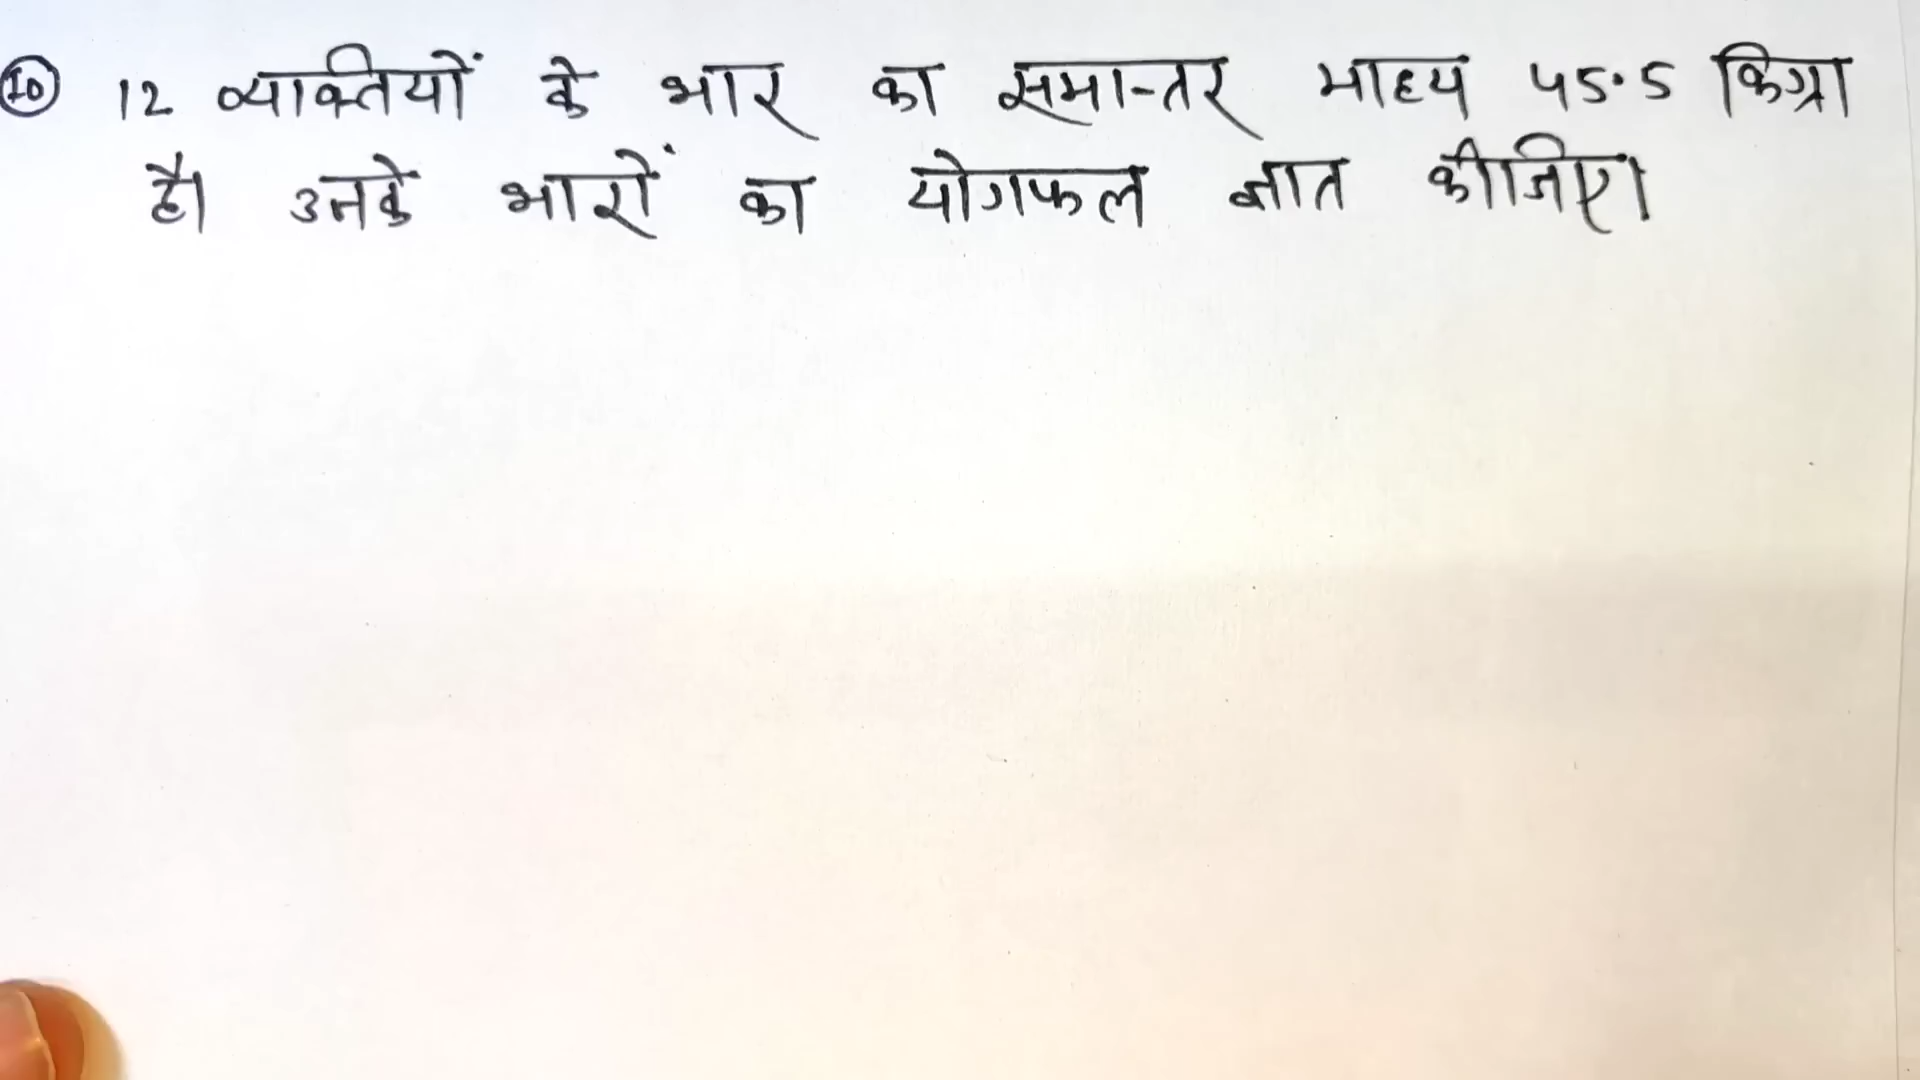 10 12 व्यक्तियों के भार का समान्तर माध्य 45.5 किग्रा
है। उनके भारों का योगफल ज्ञात कीजिए।